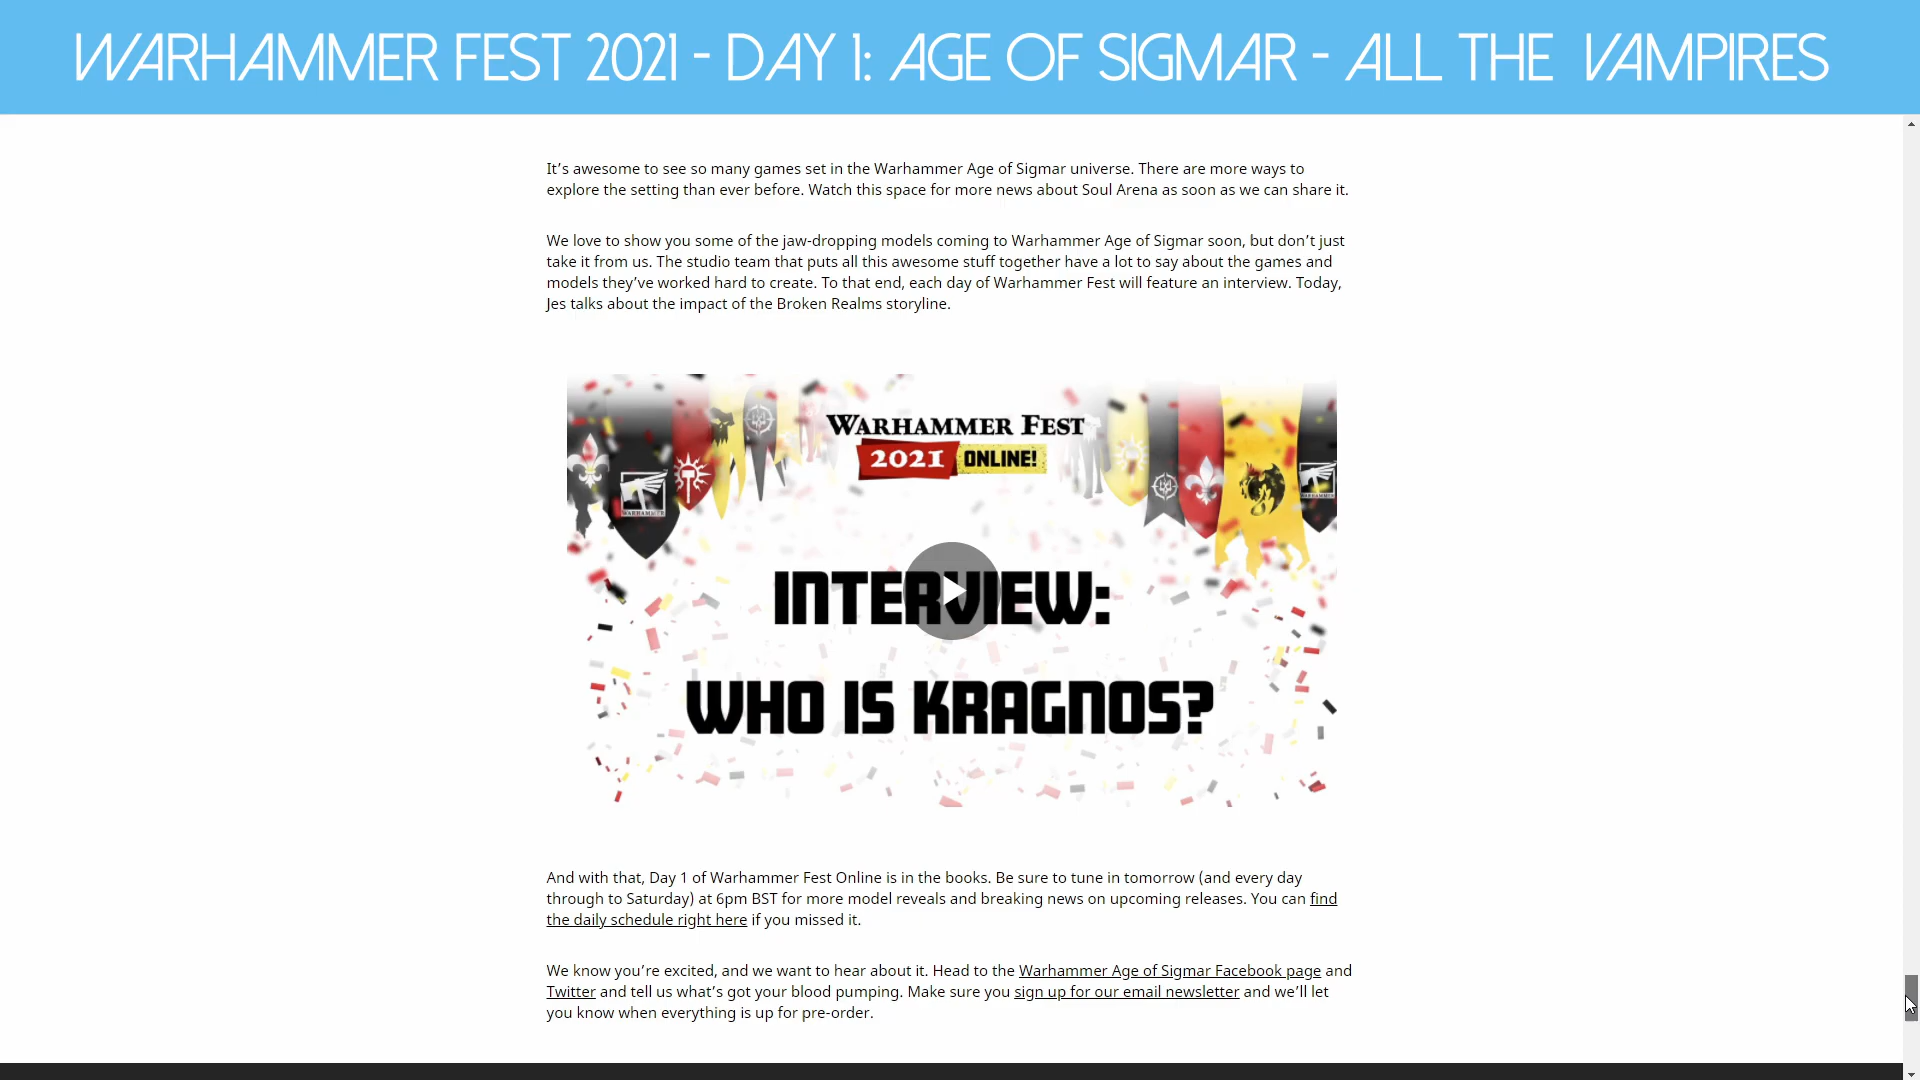 WARHAMMER FEST 2021 - DAY 1: AGE OF SIGMAR - ALL THE VAMPIRES
It’s awesome to see so many games set in the Warhammer Age of Sigmar universe. There are more ways to
explore the setting than ever before. Watch this space for more news about Soul Arena as soon as we can share it.
We love to show you some of the jaw-dropping models coming to Warhammer Age of Sigmar soon, but don’t just
take it from us. The studio team that puts all this awesome stuff together have a lot to say about the games and
models they’ve worked hard to create. To that end, each day of Warhammer Fest will feature an interview. Today,
Jes talks about the impact of the Broken Realms storyline.
WARHAMMER FEST
2021 ONLINE!
WARHAMMER
WARHAMMER
INTERVIEW:
WHO IS KRAGNOS?
And with that, Day 1 of Warhammer Fest Online is in the books. Be sure to tune in tomorrow (and every day
through to Saturday) at 6pm BST for more model reveals and breaking news on upcoming releases. You can find
the daily schedule right here if you missed it.
We know you’re excited, and we want to hear about it. Head to the Warhammer Age of Sigmar Facebook page and
Twitter and tell us what’s got your blood pumping. Make sure you sign up for our email newsletter and we’ll let
you know when everything is up for pre-order.